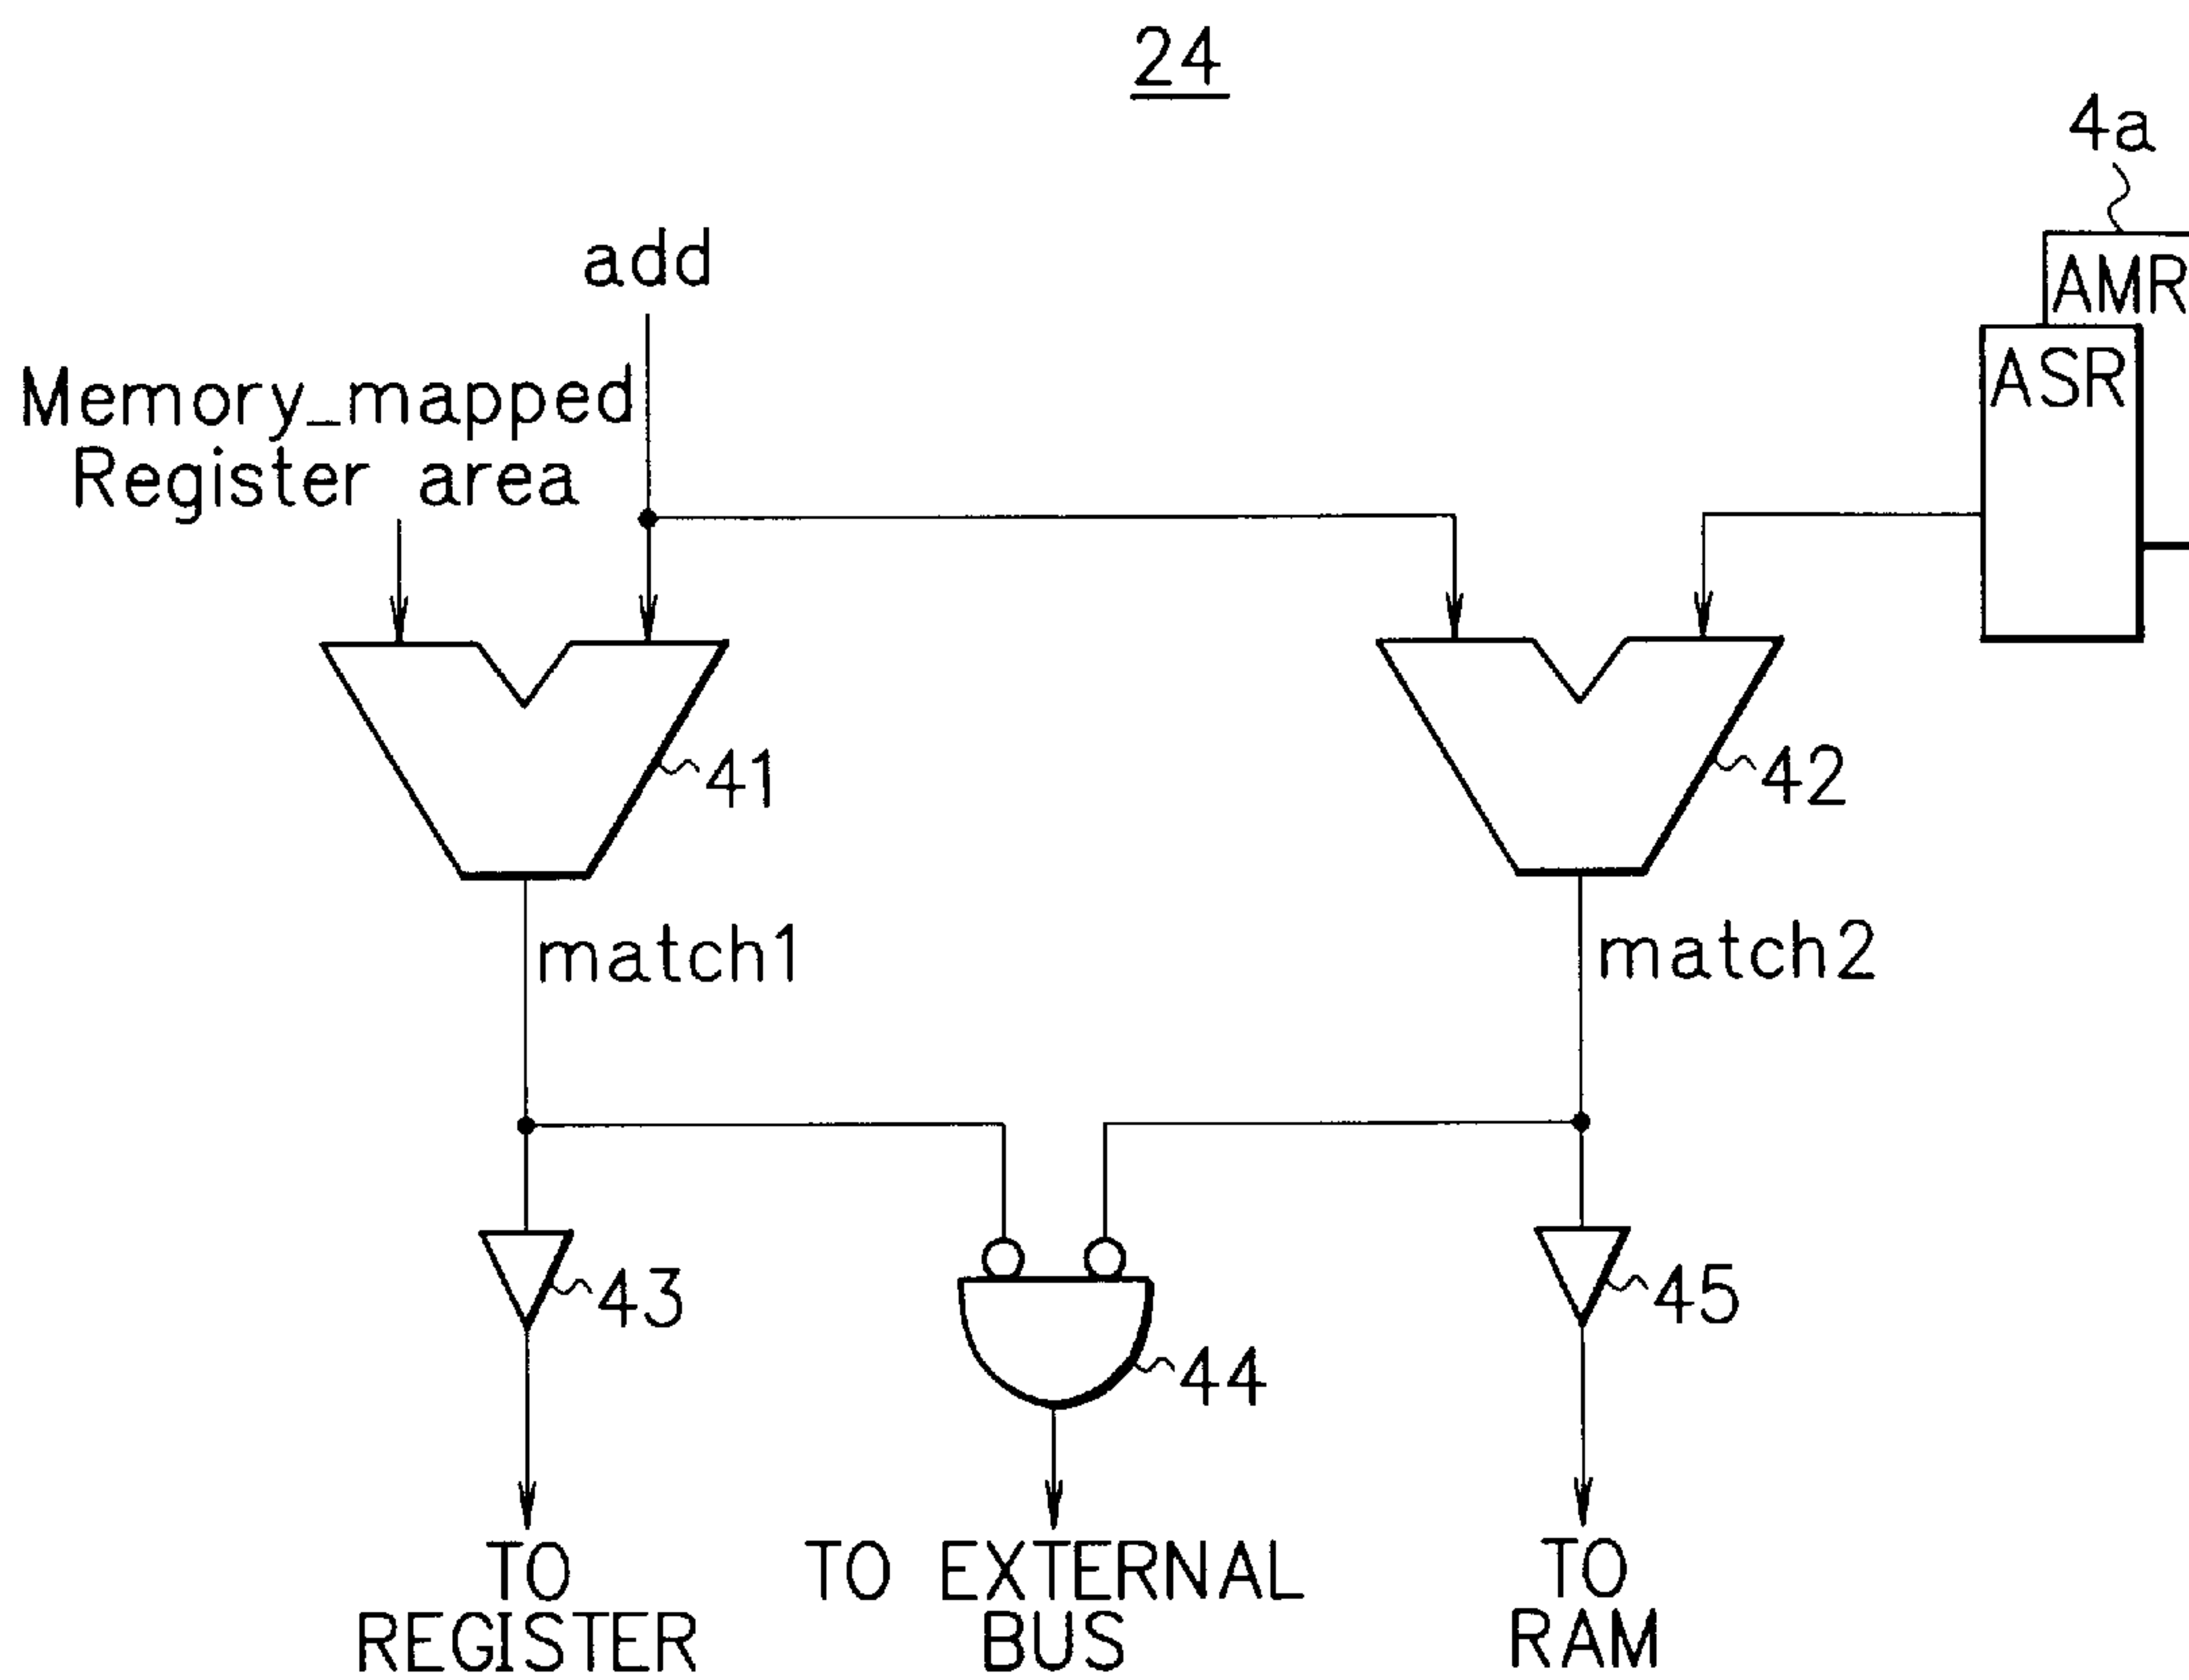 24
4a
add
AMR
Memory_mapped
Register area
ASR
41
42
match1
match2
43
45
44
TO
REGISTER
TO EXTERNAL
BUS
TO
RAM